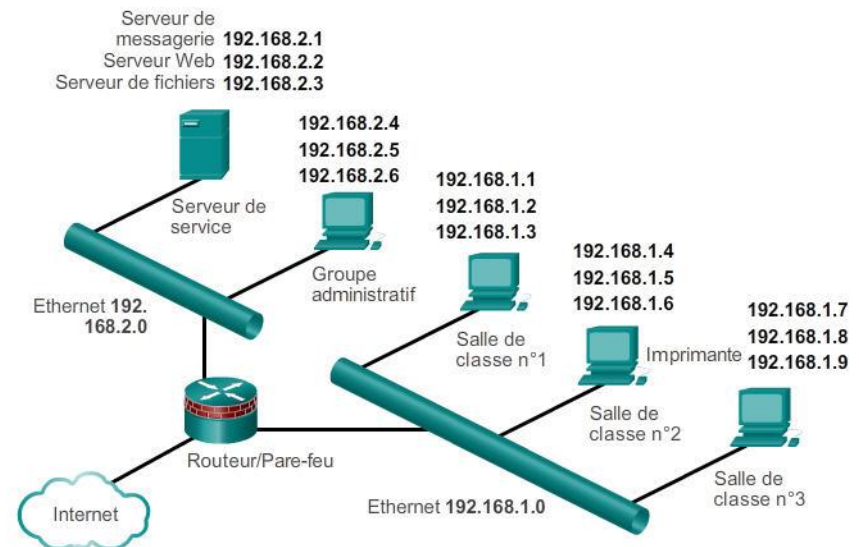 Serveur de
messagerie 192.168.2.1
Serveur Web 192.168.2.2
Serveur de fichiers 192.168.2.3
192.168.2.4
192.168.2.5
192.168.2.6
Serveur de
service
Groupe
administratif
Ethernet 192.
168.2.0
192.168.1.1
192.168.1.2
192.168.1.3
Salle de
classe n°1
192.168.1.4
192.168.1.5
192.168.1.6
Salle de
classe n°2
192.168.1.7
192.168.1.8
Imprimante 192.168.1.9
Salle de
classe n°3
Routeur/Pare-feu
Ethernet 192.168.1.0
Internet